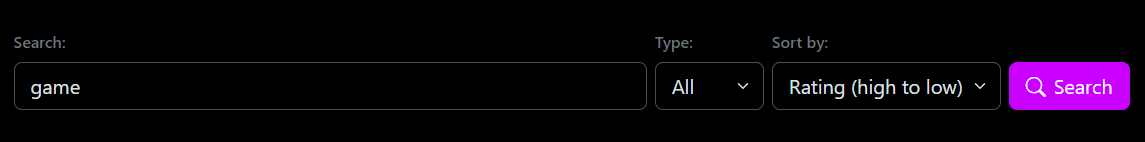 Search: Type: Sort by:
game All Rating (high to low) Search